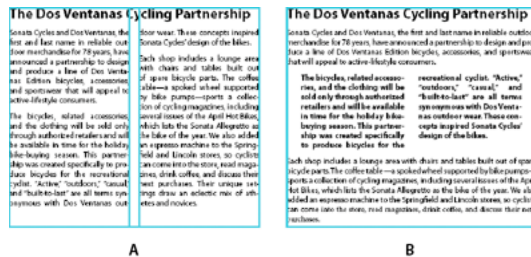 The Dos Ventanas Cycling Partnership
Sonata Cycles and Dos Ventanas, the
first and last name in reliable out-
door merchandise for 78 years, have
announced a partnership to design
and produce a line of Dos Venta-
nas Edition bicycles, accessories,
and sportswear that will appeal to
active-lifestyle consumers.
The bicycles, related accessories,
and the clothing will be sold only
through authorized retailers and will
be available in time for the holiday
bike-buying season. This partner-
ship was created specifically to pro-
duce bicycles for the recreational
cyclist. "Active," "outdoors," "casual,"
and "built-to-last" are all terms syn-
onymous with Dos Ventanas out-
door wear. These concepts inspired
Sonata Cycles' design of the bikes.
Each shop includes a lounge area
with chairs and tables built out
of spare bicycle parts. The coffee
table—a spoked wheel supported
by bike pumps—sports a collec-
tion of cycling magazines, including
several issues of the April Hot Bikes,
which lists the Sonata Allegretto as
the bike of the year. We also added
an espresso machine to the Spring-
field and Lincoln stores, so cyclists
can come into the store, read maga-
zines, drink coffee, and discuss their
next purchases. Their unique set-
tings draw an eclectic mix of ath-
letes and novices.
A
The Dos Ventanas Cycling Partnership
Sonata Cycles and Dos Ventanas, the first and last name in reliable outdoor
merchandise for 78 years, have announced a partnership to design and pro-
duce a line of Dos Ventanas Edition bicycles, accessories, and sportswear
that will appeal to active-lifestyle consumers.
The bicycles, related accesso-
ries, and the clothing will be
sold only through authorized
retailers and will be available
in time for the holiday bike-
buying season. This partner-
ship was created specifically
to produce bicycles for the
recreational cyclist. "Active,"
"outdoors," "casual," and
"built-to-last" are all terms
synonymous with Dos Venta-
nas outdoor wear. These con-
cepts inspired Sonata Cycles'
design of the bikes.
Each shop includes a lounge area with chairs and tables built out of spare
bicycle parts. The coffee table—a spoked wheel supported by bike pumps—
sports a collection of cycling magazines, including several issues of the April
Hot Bikes, which lists the Sonata Allegretto as the bike of the year. We also
added an espresso machine to the Springfield and Lincoln stores, so cyclists
can come into the store, read magazines, drink coffee, and discuss their next
purchases.
B